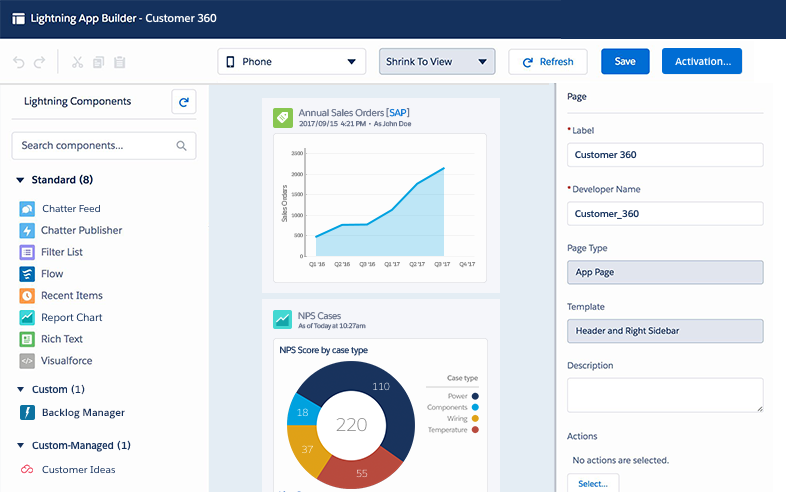 Lightning App Builder - Customer 360
Phone
Shrink To View
Refresh
Save
Activation...
Lightning Components
Search components...
Standard (8)
Chatter Feed
Chatter Publisher
Filter List
Flow
Recent Items
Report Chart
Rich Text
Visualforce
Custom (1)
Backlog Manager
Custom-Managed (1)
Customer Ideas
Annual Sales Orders [SAP]
2017/09/15 4:21 PM • As John Doe
Sales Orders
2500
2000
1500
1000
500
0
Q1 '16 Q2 '16 Q3 '16 Q1 '17 Q2 '17 Q3 '17 Q4 '17
NPS Cases
As of Today at 10:27am
NPS Score by case type
110
18
220
37
55
Case type
Power
Components
Wiring
Temperature
Page
* Label
Customer 360
* Developer Name
Customer_360
Page Type
App Page
Template
Header and Right Sidebar
Description
Actions
No actions are selected.
Select...